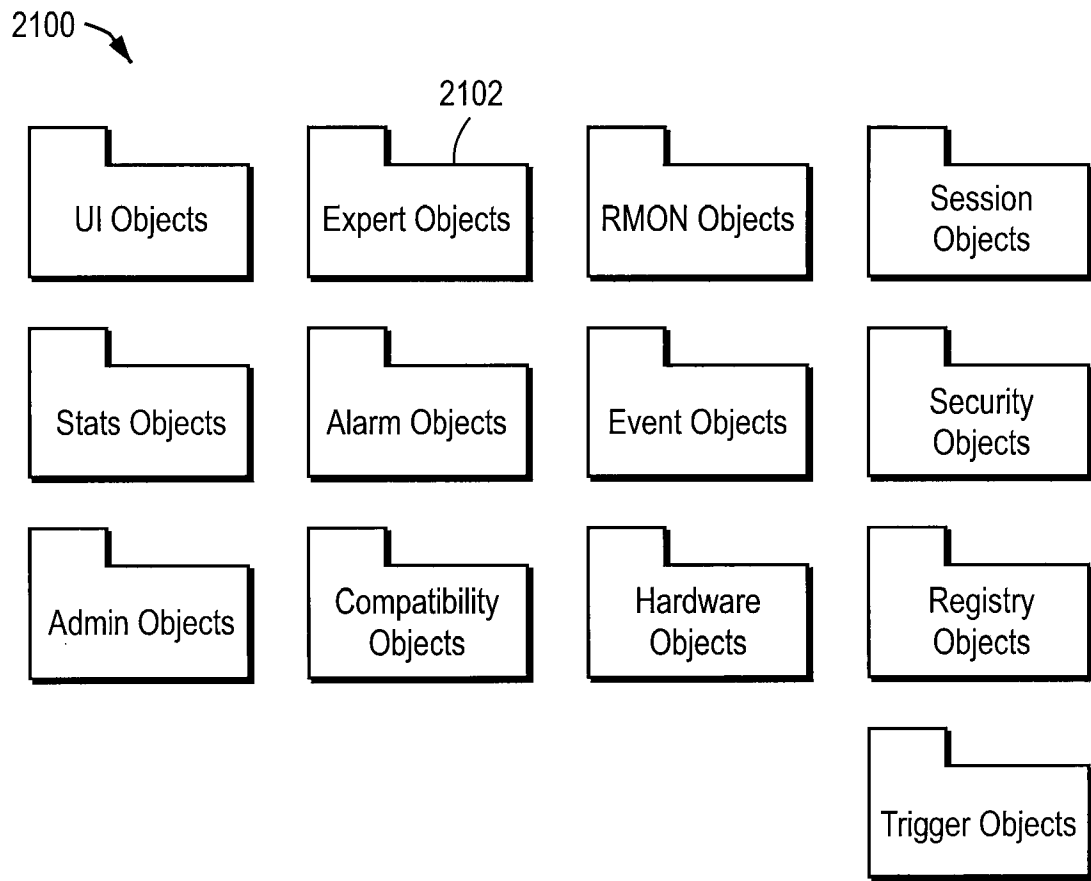 2100
2102
UI Objects
Expert Objects
RMON Objects
Session
Objects
Stats Objects
Alarm Objects
Event Objects
Security
Objects
Admin Objects
Compatibility
Objects
Hardware
Objects
Registry
Objects
Trigger Objects